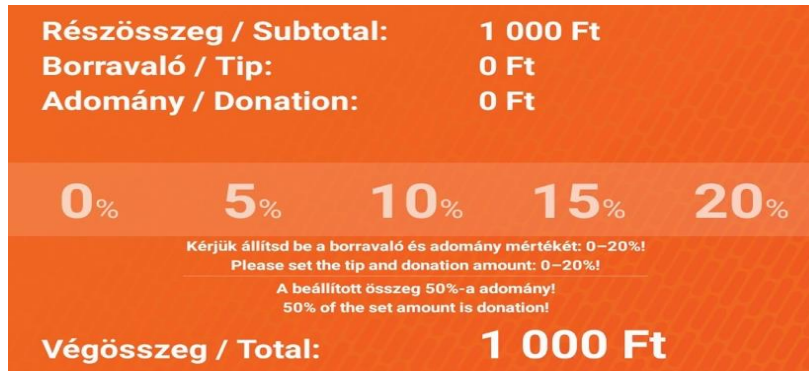 Részösszeg / Subtotal: 1 000 Ft
Borravaló / Tip: 0 Ft
Adomány / Donation: 0 Ft
0% 5% 10% 15% 20%
Kérjük állítsd be a borravaló és adomány mértékét: 0–20%!
Please set the tip and donation amount: 0–20%!
A beállított összeg 50%-a adomány!
50% of the set amount is donation!
Végösszeg / Total: 1 000 Ft